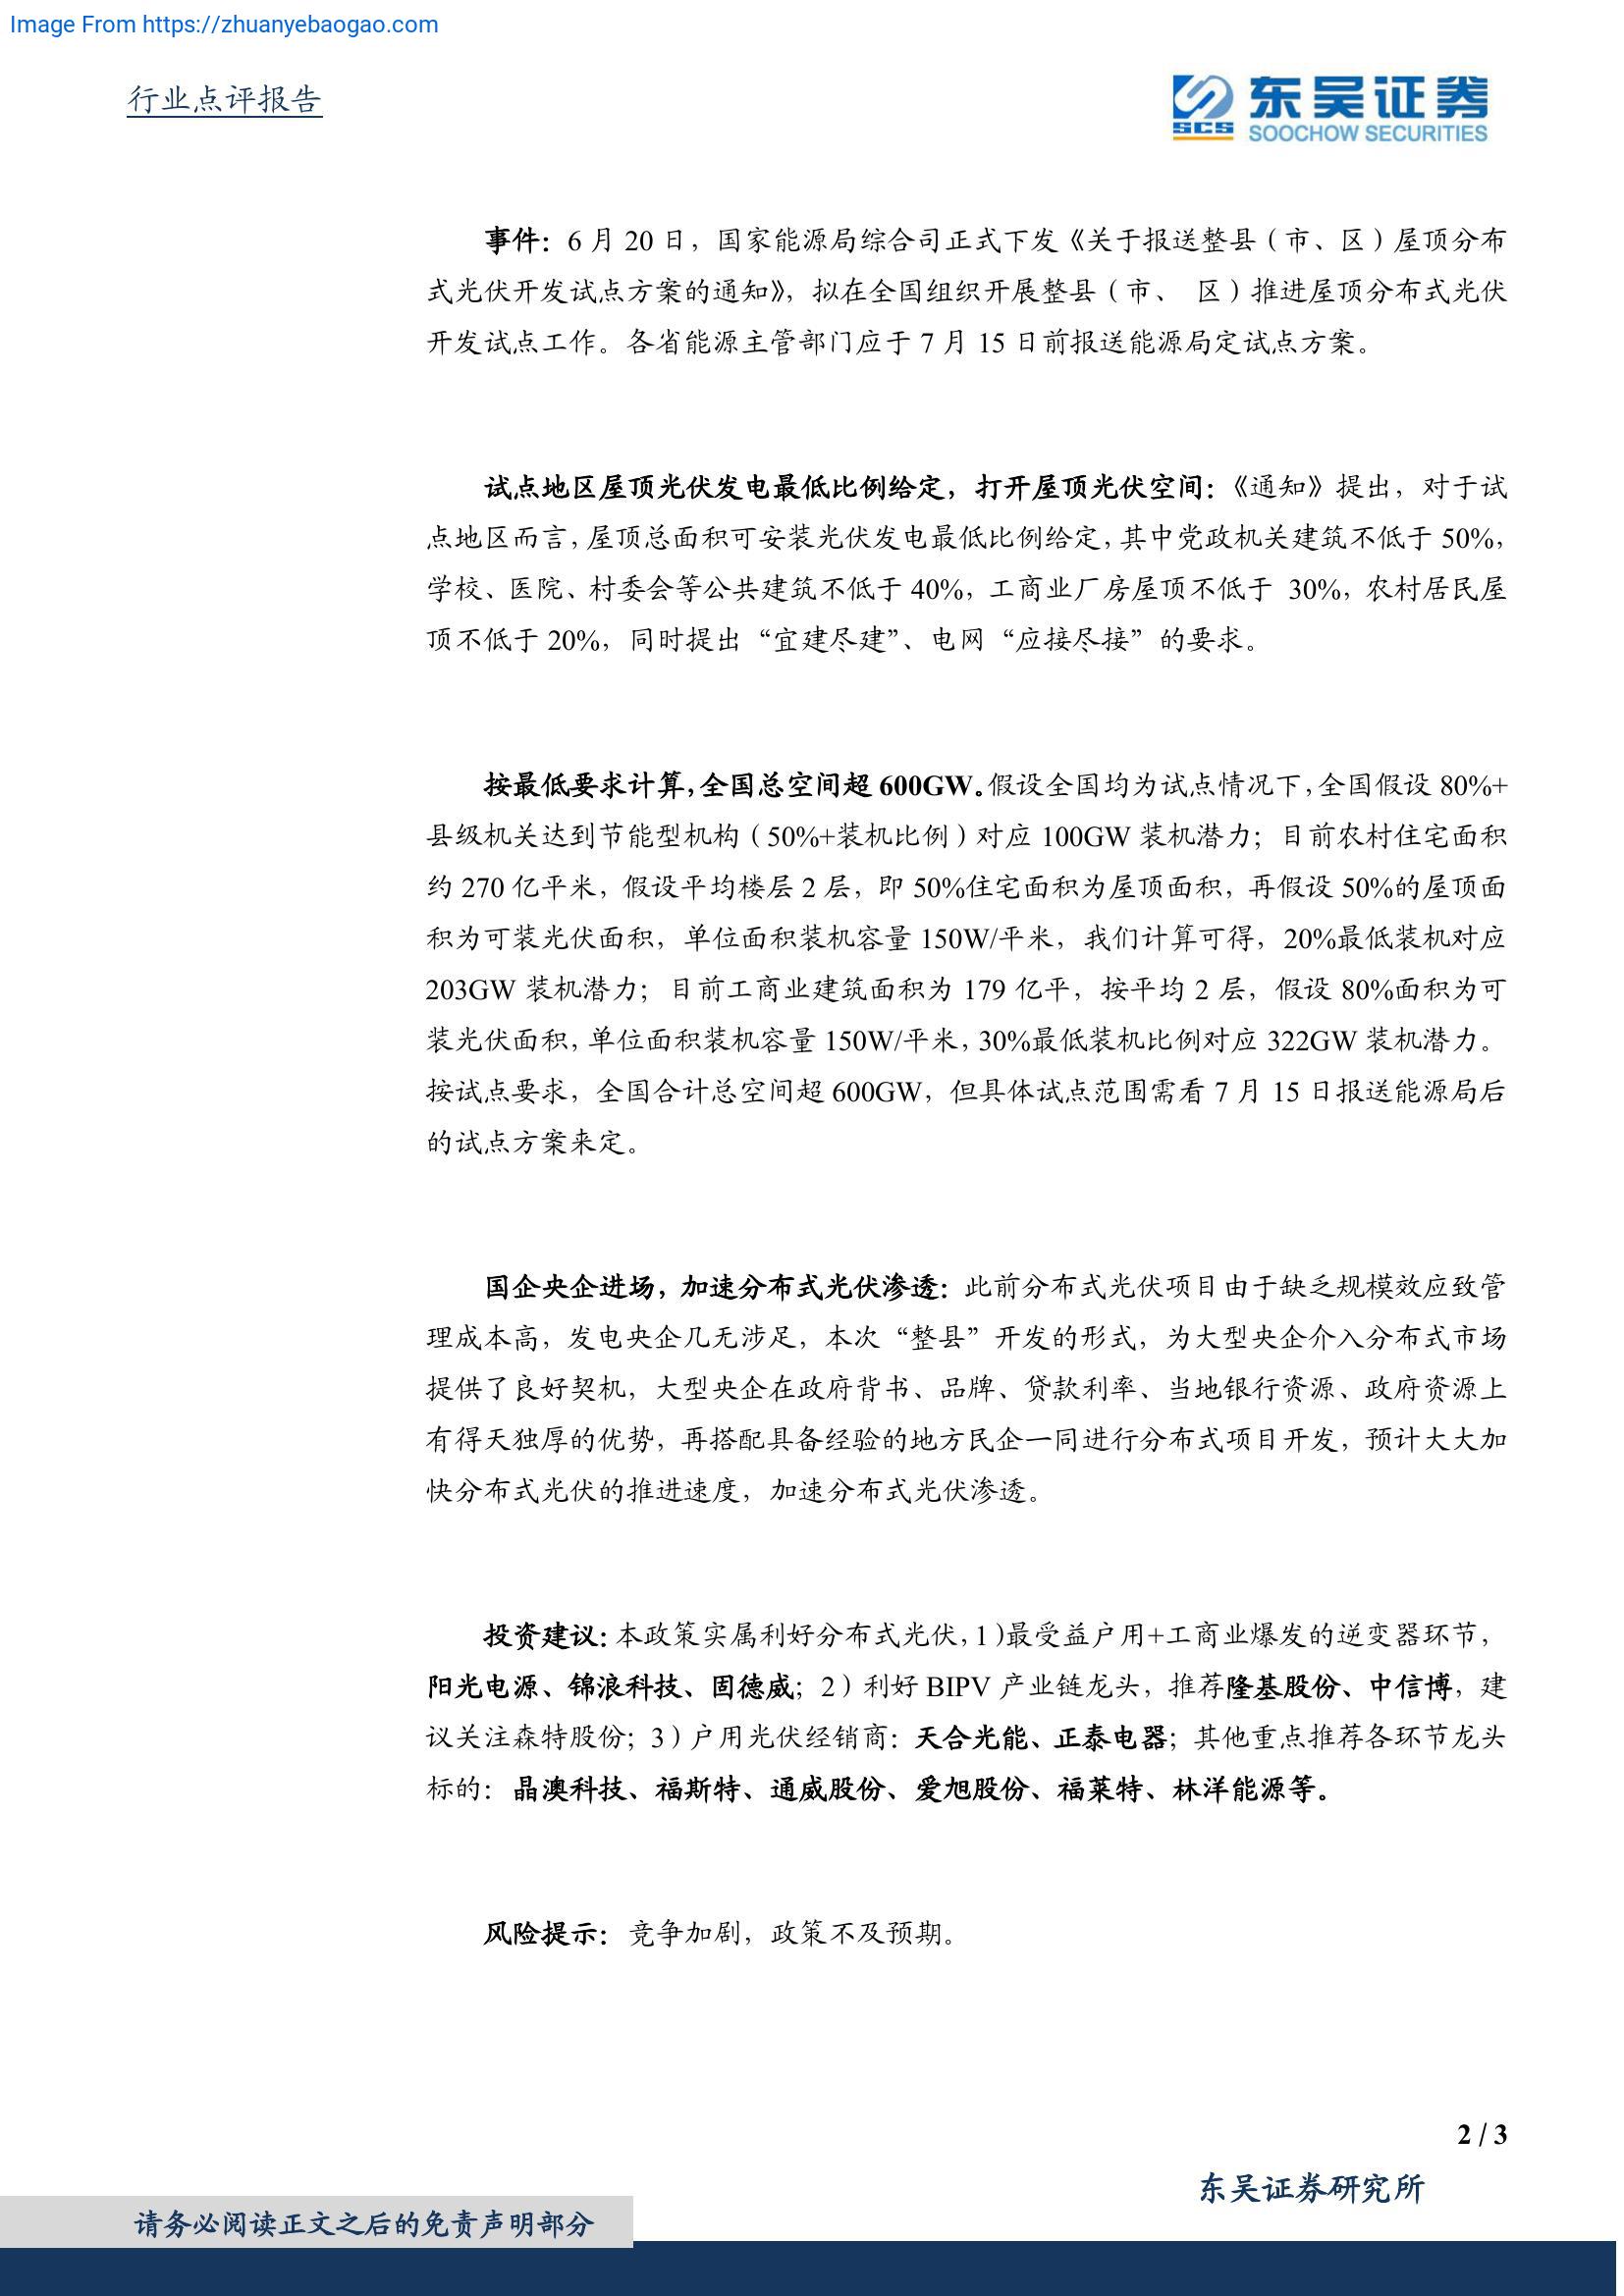 Image From https://zhuanyebaogao.com
行业点评报告
SCS
东吴证券
SOOCHOW SECURITIES
事件：6 月 20 日，国家能源局综合司正式下发《关于报送整县（市、区）屋顶分布
式光伏开发试点方案的通知》，拟在全国组织开展整县（市、 区）推进屋顶分布式光伏
开发试点工作。各省能源主管部门应于 7 月 15 日前报送能源局定试点方案。
试点地区屋顶光伏发电最低比例给定，打开屋顶光伏空间：《通知》提出，对于试
点地区而言，屋顶总面积可安装光伏发电最低比例给定，其中党政机关建筑不低于 50%，
学校、医院、村委会等公共建筑不低于 40%，工商业厂房屋顶不低于 30%，农村居民屋
顶不低于 20%，同时提出“宜建尽建”、电网“应接尽接”的要求。
按最低要求计算，全国总空间超 600GW。假设全国均为试点情况下，全国假设 80%+
县级机关达到节能型机构（50%+装机比例）对应 100GW 装机潜力；目前农村住宅面积
约 270 亿平米，假设平均楼层 2 层，即 50%住宅面积为屋顶面积，再假设 50%的屋顶面
积为可装光伏面积，单位面积装机容量 150W/平米，我们计算可得，20%最低装机对应
203GW 装机潜力；目前工商业建筑面积为 179 亿平，按平均 2 层，假设 80%面积为可
装光伏面积，单位面积装机容量 150W/平米，30%最低装机比例对应 322GW 装机潜力。
按试点要求，全国合计总空间超 600GW，但具体试点范围需看 7 月 15 日报送能源局后
的试点方案来定。
国企央企进场，加速分布式光伏渗透：此前分布式光伏项目由于缺乏规模效应致管
理成本高，发电央企几无涉足，本次“整县”开发的形式，为大型央企介入分布式市场
提供了良好契机，大型央企在政府背书、品牌、贷款利率、当地银行资源、政府资源上
有得天独厚的优势，再搭配具备经验的地方民企一同进行分布式项目开发，预计大大加
快分布式光伏的推进速度，加速分布式光伏渗透。
投资建议：本政策实属利好分布式光伏，1）最受益户用+工商业爆发的逆变器环节，
阳光电源、锦浪科技、固德威；2）利好 BIPV 产业链龙头，推荐隆基股份、中信博，建
议关注森特股份；3）户用光伏经销商：天合光能、正泰电器；其他重点推荐各环节龙头
标的：晶澳科技、福斯特、通威股份、爱旭股份、福莱特、林洋能源等。
风险提示：竞争加剧，政策不及预期。
2 / 3
东吴证券研究所
请务必阅读正文之后的免责声明部分